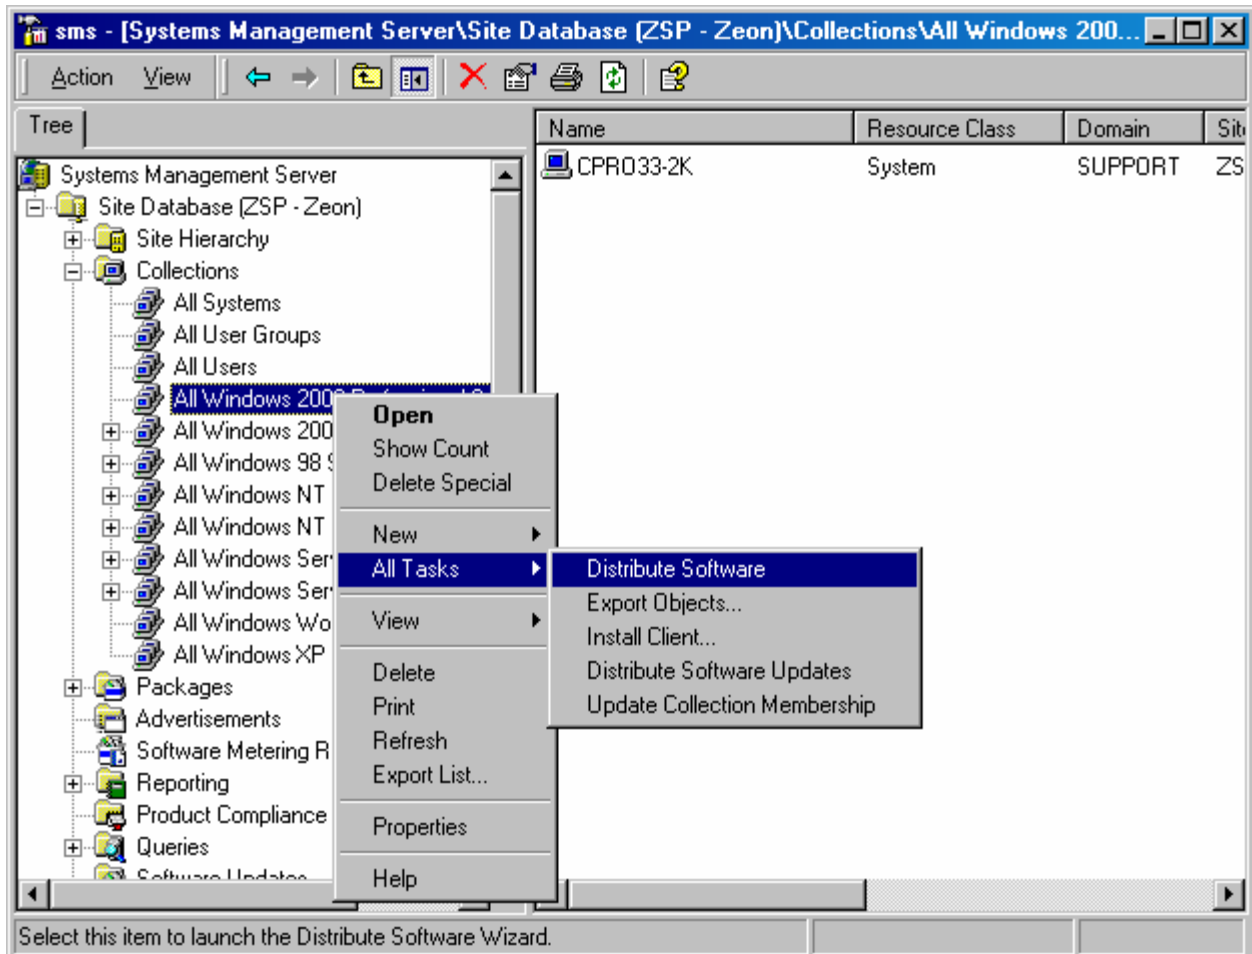 sms - [Systems Management Server\Site Database (ZSP - Zeon)\Collections\All Windows 200...
Action View
Tree
Name Resource Class Domain
Systems Management Server
Site Database (ZSP - Zeon)
Site Hierarchy
Collections
All Systems
All User Groups
All Users
All Windows
All Windows 200
All Windows 98
All Windows NT
All Windows NT
All Windows Ser
All Windows Ser
All Windows Wo
All Windows XP
Packages
Advertisements
Software Metering R
Reporting
Product Compliance
Queries
CPRO33-2K System SUPPORT ZS
Open
Show Count
Delete Special
New
All Tasks
View
Delete
Print
Refresh
Export List...
Properties
Help
Distribute Software
Export Objects...
Install Client...
Distribute Software Updates
Update Collection Membership
Select this item to launch the Distribute Software Wizard.